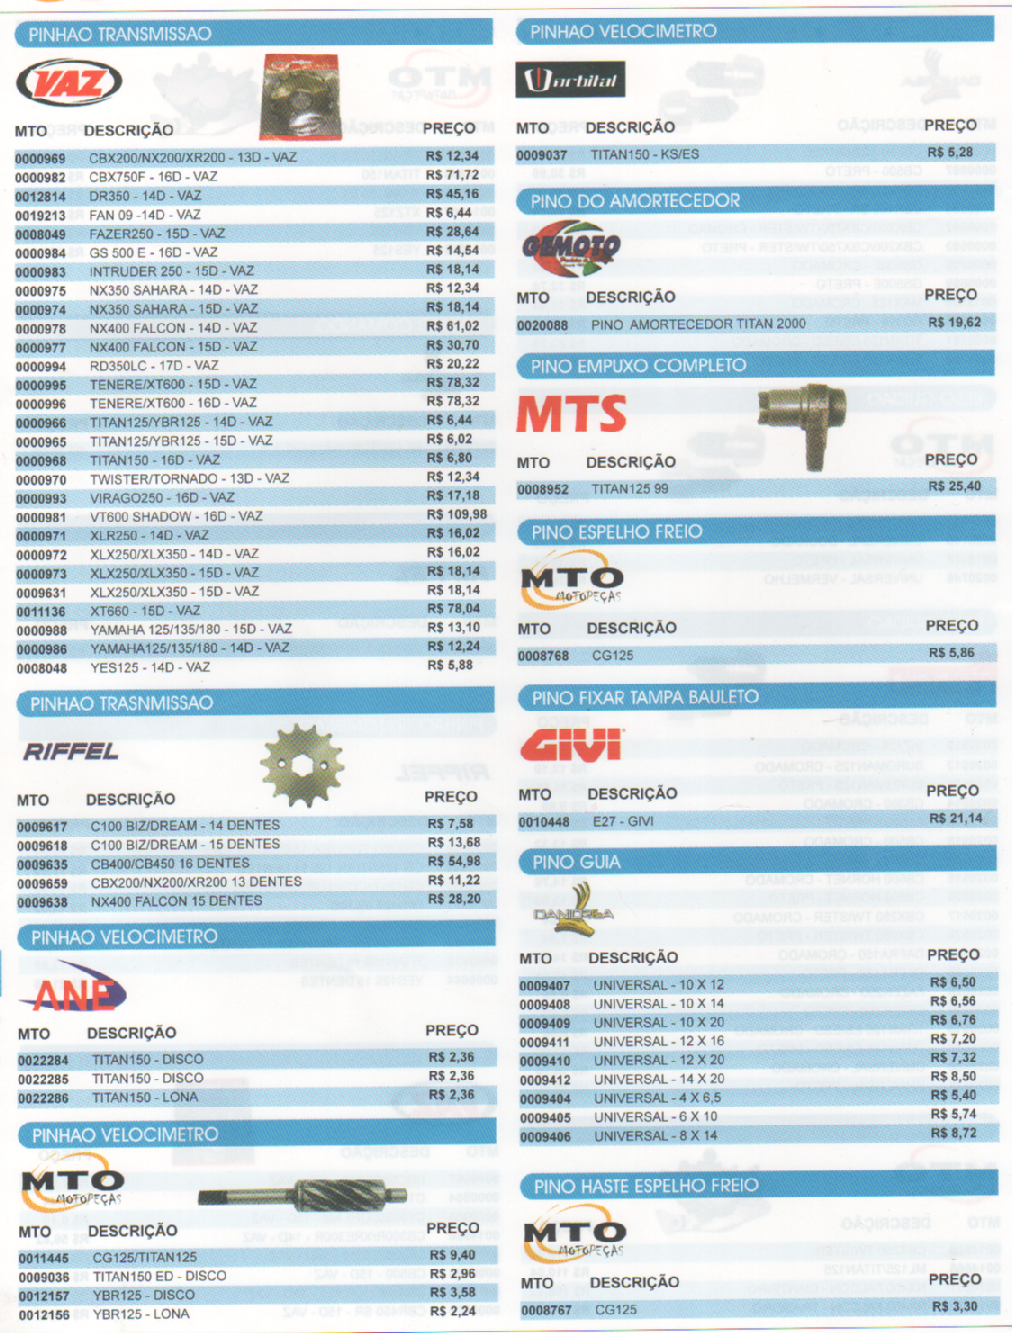 PINHAO TRANSMISSAO
VAZ
MTO DESCRIÇÃO PREÇO
0000969 CBX200/NX200/XR200 - 13D - VAZ R$ 12,34
0000982 CBX750F - 16D - VAZ R$ 71,72
0012814 DR350 - 14D - VAZ R$ 45,16
0019213 FAN 09 -14D - VAZ R$ 6,44
0008049 FAZER250 - 15D - VAZ R$ 28,64
0000984 GS 500 E - 16D - VAZ R$ 14,54
0000983 INTRUDER 250 - 15D - VAZ R$ 18,14
0000975 NX350 SAHARA - 14D - VAZ R$ 12,34
0000974 NX350 SAHARA - 15D - VAZ R$ 18,14
0000978 NX400 FALCON - 14D - VAZ R$ 61,02
0000977 NX400 FALCON - 15D - VAZ R$ 30,70
0000994 RD350LC - 17D - VAZ R$ 20,22
0000995 TENERE/XT600 - 15D - VAZ R$ 78,32
0000996 TENERE/XT600 - 16D - VAZ R$ 78,32
0000966 TITAN125/YBR125 - 14D - VAZ R$ 6,44
0000965 TITAN125/YBR125 - 15D - VAZ R$ 6,02
0000968 TITAN150 - 16D - VAZ R$ 6,80
0000970 TWISTER/TORNADO - 13D - VAZ R$ 12,34
0000993 VIRAGO250 - 16D - VAZ R$ 17,18
0000981 VT600 SHADOW - 16D - VAZ R$ 109,98
0000971 XLR250 - 14D - VAZ R$ 16,02
0000972 XLX250/XLX350 - 14D - VAZ R$ 16,02
0000973 XLX250/XLX350 - 15D - VAZ R$ 18,14
0009631 XLX250/XLX350 - 15D - VAZ R$ 18,14
0011136 XT660 - 15D - VAZ R$ 78,04
0000988 YAMAHA 125/135/180 - 15D - VAZ R$ 13,10
0000986 YAMAHA125/135/180 - 14D - VAZ R$ 12,24
0008048 YES125 - 14D - VAZ R$ 5,88
PINHAO TRASNMISSAO
RIFFEL
MTO DESCRIÇÃO PREÇO
0009617 C100 BIZ/DREAM - 14 DENTES R$ 7,58
0009618 C100 BIZ/DREAM - 15 DENTES R$ 13,68
0009635 CB400/CB450 16 DENTES R$ 54,98
0009659 CBX200/NX200/XR200 13 DENTES R$ 11,22
0009638 NX400 FALCON 15 DENTES R$ 28,20
PINHAO VELOCIMETRO
ANE
MTO DESCRIÇÃO PREÇO
0022284 TITAN150 - DISCO R$ 2,36
0022285 TITAN150 - DISCO R$ 2,36
0022286 TITAN150 - LONA R$ 2,36
PINHAO VELOCIMETRO
MTO
MOTOPEÇAS
MTO DESCRIÇÃO PREÇO
0011445 CG125/TITAN125 R$ 9,40
0009036 TITAN150 ED - DISCO R$ 2,96
0012157 YBR125 - DISCO R$ 3,58
0012156 YBR125 - LONA R$ 2,24
PINHAO VELOCIMETRO
orbital
MTO DESCRIÇÃO PREÇO
0009037 TITAN150 - KS/ES R$ 5,28
PINO DO AMORTECEDOR
GEMOTO
MTO DESCRIÇÃO PREÇO
0020088 PINO AMORTECEDOR TITAN 2000 R$ 19,62
PINO EMPUXO COMPLETO
MTS
MTO DESCRIÇÃO PREÇO
0008952 TITAN125 99 R$ 25,40
PINO ESPELHO FREIO
MTO
MOTOPEÇAS
MTO DESCRIÇÃO PREÇO
0008768 CG125 R$ 5,86
PINO FIXAR TAMPA BAULETO
GIVI
MTO DESCRIÇÃO PREÇO
0010448 E27 - GIVI R$ 21,14
PINO GUIA
DANIDREA
MTO DESCRIÇÃO PREÇO
0009407 UNIVERSAL - 10 X 12 R$ 6,50
0009408 UNIVERSAL - 10 X 14 R$ 6,56
0009409 UNIVERSAL - 10 X 20 R$ 6,76
0009411 UNIVERSAL - 12 X 16 R$ 7,20
0009410 UNIVERSAL - 12 X 20 R$ 7,32
0009412 UNIVERSAL - 14 X 20 R$ 8,50
0009404 UNIVERSAL - 4 X 6,5 R$ 5,40
0009405 UNIVERSAL - 6 X 10 R$ 5,74
0009406 UNIVERSAL - 8 X 14 R$ 8,72
PINO HASTE ESPELHO FREIO
MTO
MOTOPEÇAS
MTO DESCRIÇÃO PREÇO
0008767 CG125 R$ 3,30